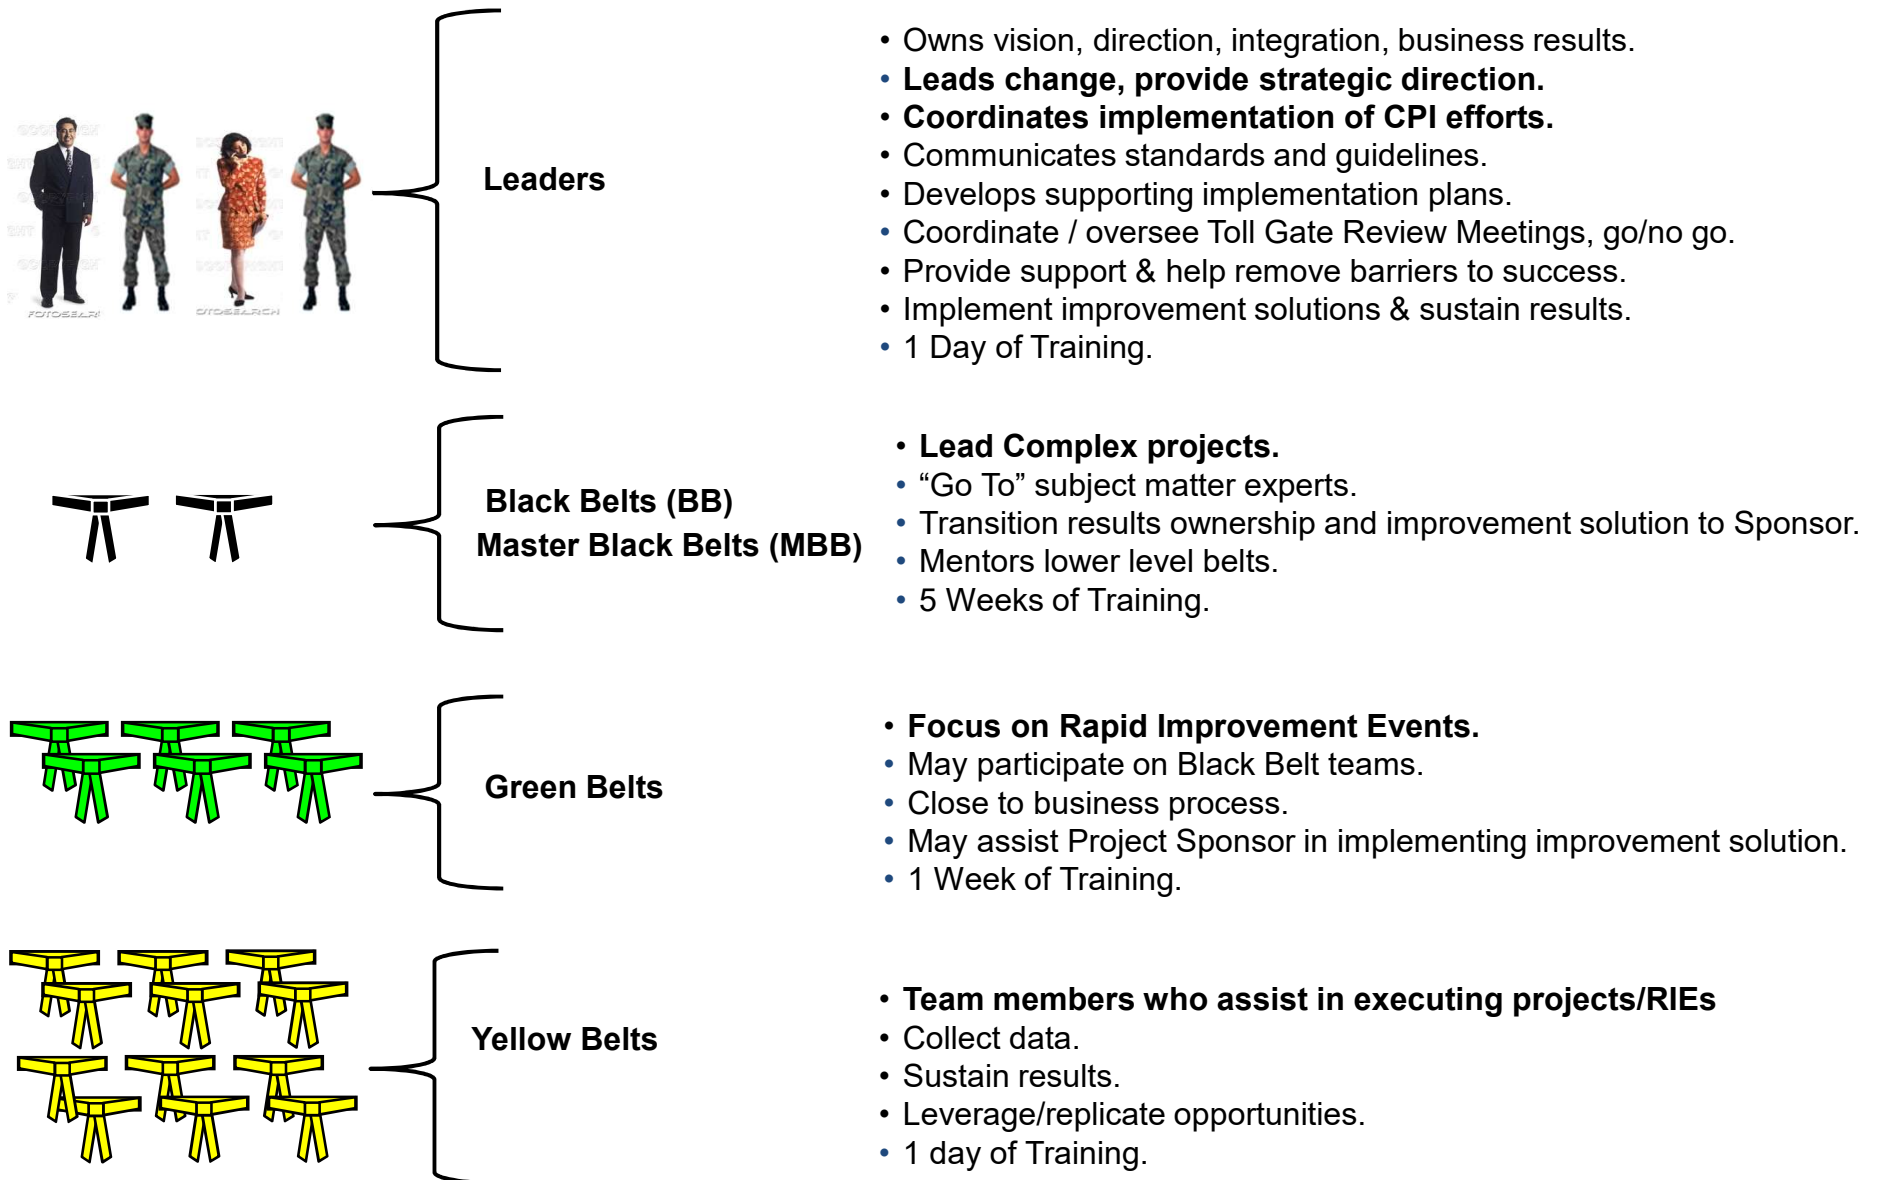 • Owns vision, direction, integration, business results.
• Leads change, provide strategic direction.
• Coordinates implementation of CPI efforts.
• Communicates standards and guidelines.
• Develops supporting implementation plans.
• Coordinate / oversee Toll Gate Review Meetings, go/no go.
• Provide support & help remove barriers to success.
• Implement improvement solutions & sustain results.
• 1 Day of Training.
Leaders
FOTOSEAR
OTOSEARCH
• Lead Complex projects.
• “Go To” subject matter experts.
• Transition results ownership and improvement solution to Sponsor.
• Mentors lower level belts.
• 5 Weeks of Training.
Black Belts (BB)
Master Black Belts (MBB)
• Focus on Rapid Improvement Events.
• May participate on Black Belt teams.
• Close to business process.
• May assist Project Sponsor in implementing improvement solution.
• 1 Week of Training.
Green Belts
• Team members who assist in executing projects/RIEs
• Collect data.
• Sustain results.
• Leverage/replicate opportunities.
• 1 day of Training.
Yellow Belts